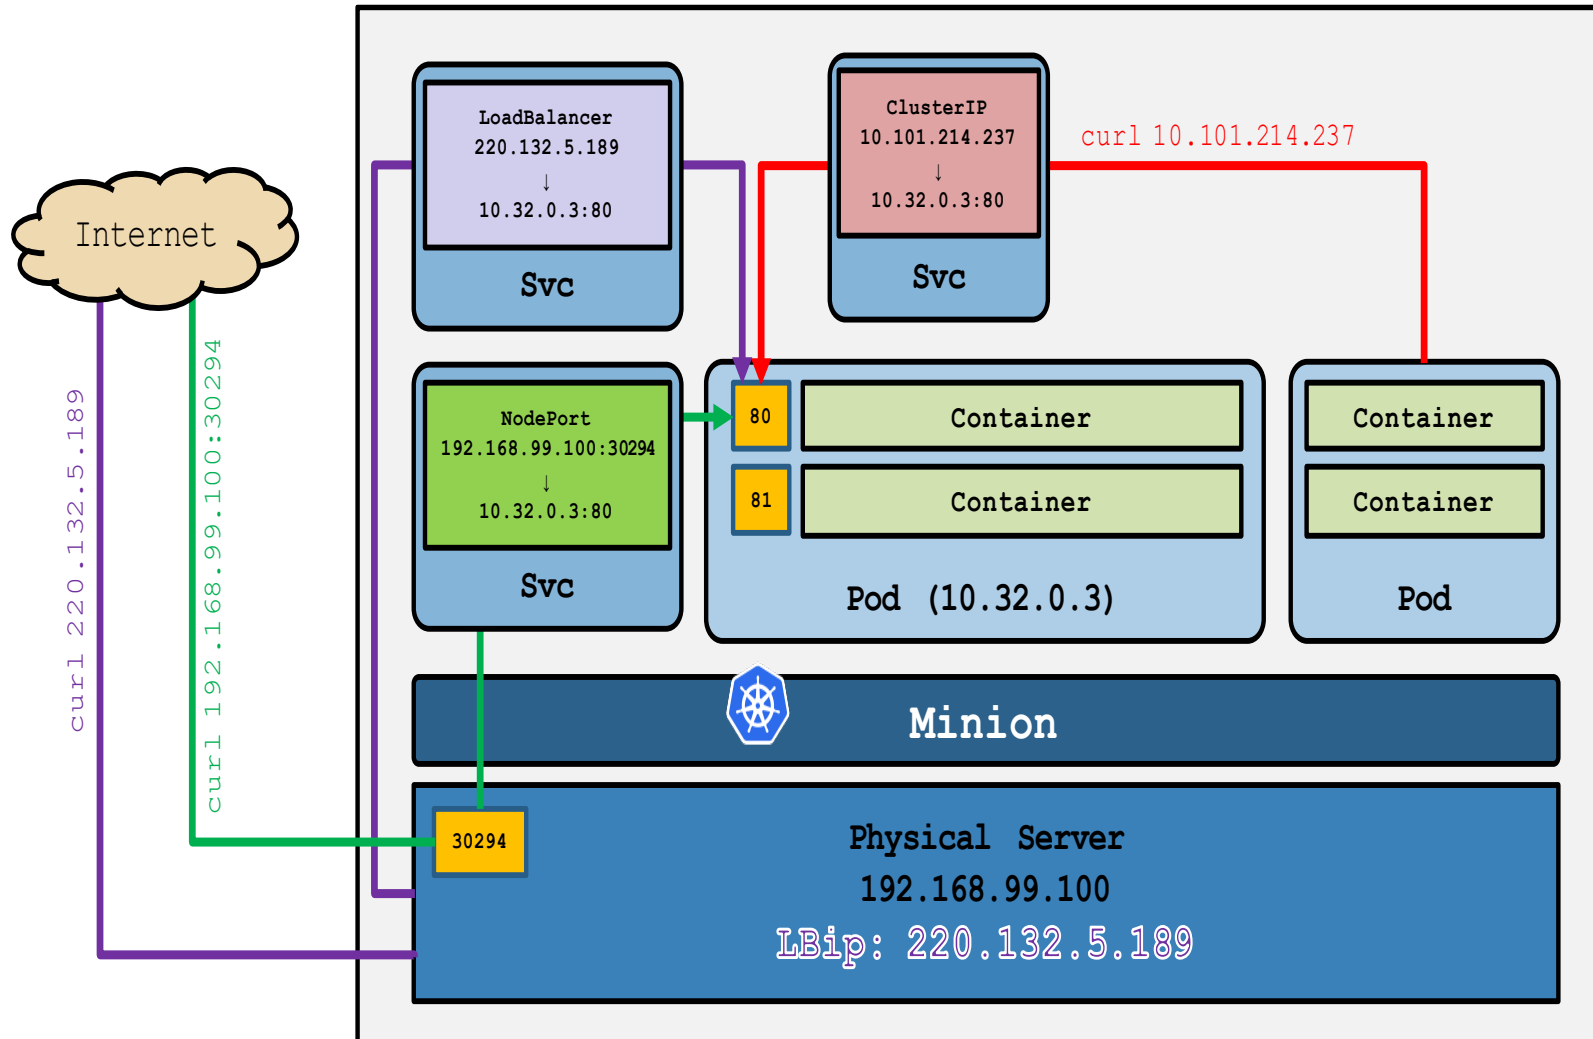 LoadBalancer
220.132.5.189
↓
10.32.0.3:80
Svc
ClusterIP
10.101.214.237
↓
10.32.0.3:80
Svc
curl 10.101.214.237
Internet
curl 220.132.5.189
curl 192.168.99.100:30294
NodePort
192.168.99.100:30294
↓
10.32.0.3:80
Svc
80
Container
81
Container
Pod (10.32.0.3)
Container
Container
Pod
Minion
30294
Physical Server
192.168.99.100
LBip: 220.132.5.189